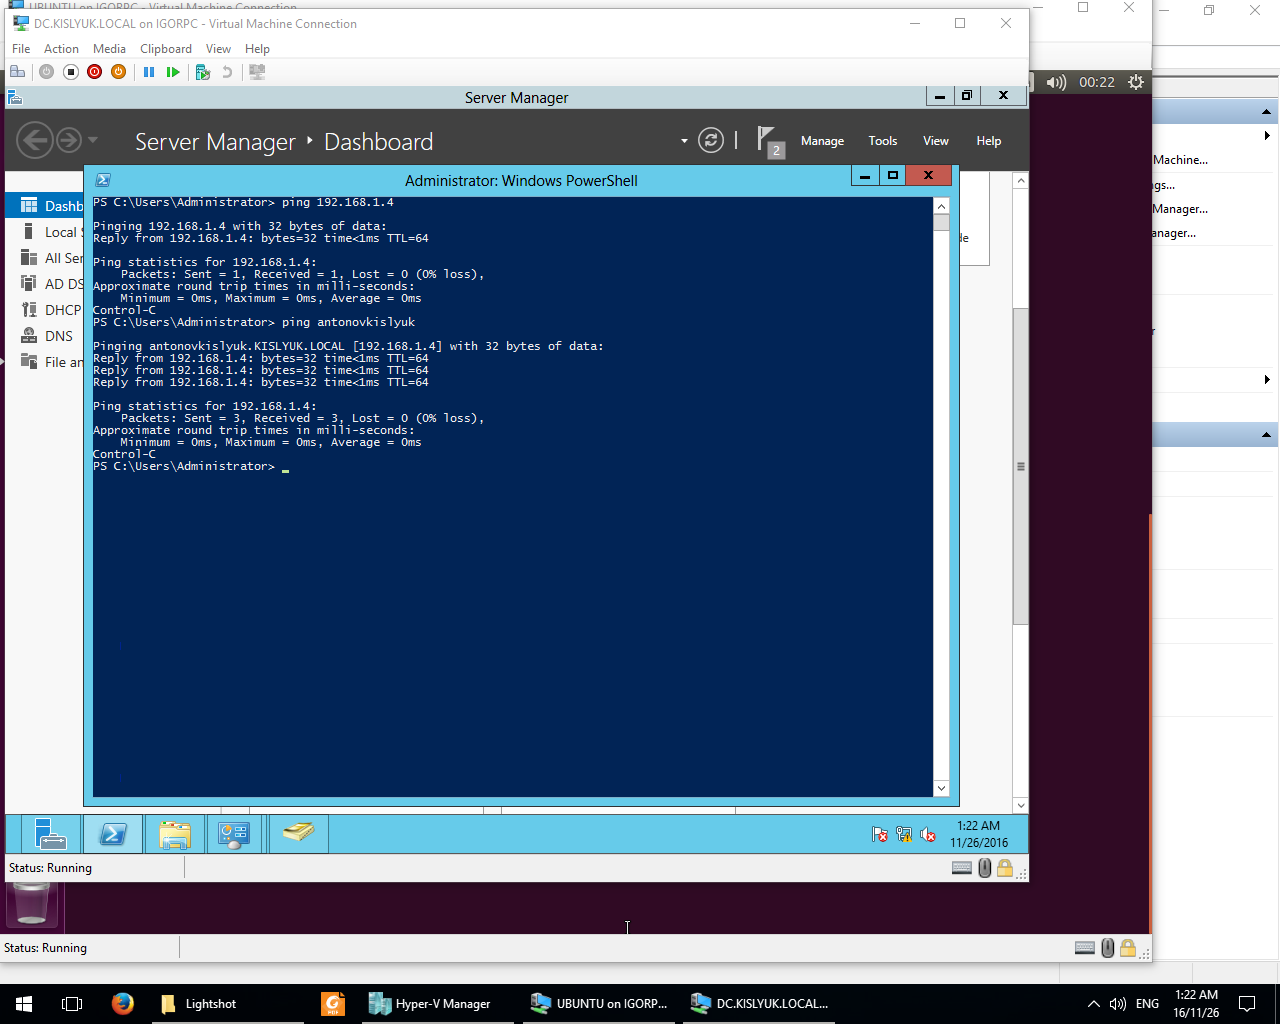 UBUNTU on IGORPC - Virtual Machine Connection
DC.KISLYUK.LOCAL on IGORPC - Virtual Machine Connection
File Action Media Clipboard View Help
00:22
Server Manager
Server Manager Dashboard
2
Manage Tools View Help
Machine...
gs...
Manager...
anager...
r
Administrator: Windows PowerShell
Dashb
Local S
All Ser
AD DS
DHCP
DNS
File an
de
PS C:\Users\Administrator> ping 192.168.1.4
Pinging 192.168.1.4 with 32 bytes of data:
Reply from 192.168.1.4: bytes=32 time<1ms TTL=64
Ping statistics for 192.168.1.4:
Packets: Sent = 1, Received = 1, Lost = 0 (0% loss),
Approximate round trip times in milli-seconds:
Minimum = 0ms, Maximum = 0ms, Average = 0ms
Control-C
PS C:\Users\Administrator> ping antonovkislyuk
Pinging antonovkislyuk.KISLYUK.LOCAL [192.168.1.4] with 32 bytes of data:
Reply from 192.168.1.4: bytes=32 time<1ms TTL=64
Reply from 192.168.1.4: bytes=32 time<1ms TTL=64
Reply from 192.168.1.4: bytes=32 time<1ms TTL=64
Ping statistics for 192.168.1.4:
Packets: Sent = 3, Received = 3, Lost = 0 (0% loss),
Approximate round trip times in milli-seconds:
Minimum = 0ms, Maximum = 0ms, Average = 0ms
Control-C
PS C:\Users\Administrator>
1:22 AM
11/26/2016
Status: Running
Status: Running
Lightshot
PDF
Hyper-V Manager
UBUNTU on IGORP...
DC.KISLYUK.LOCAL...
ENG
1:22 AM
16/11/26